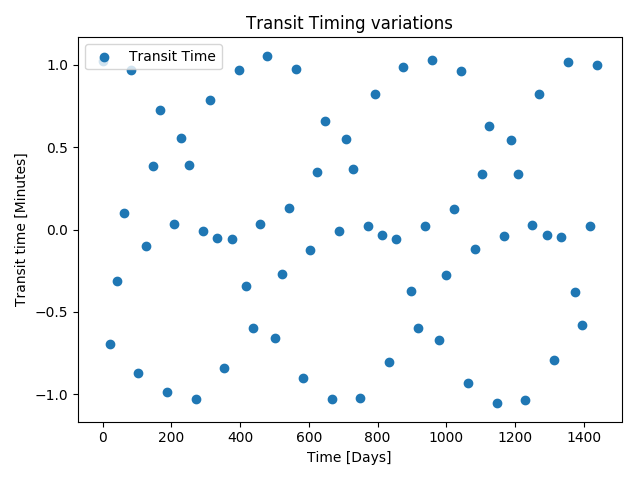 Transit Timing variations
Transit Time
1.0
0.5
0.0
−0.5
−1.0
Transit time [Minutes]
0 200 400 600 800 1000 1200 1400
Time [Days]